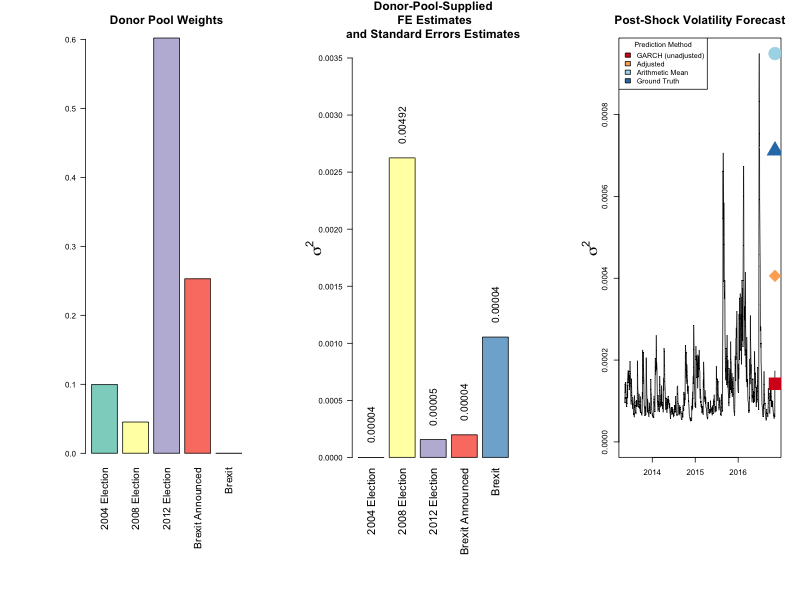 Donor Pool Weights
0.6
0.5
0.4
0.3
0.2
0.1
0.0
2004 Election
2008 Election
2012 Election
Brexit Announced
Brexit
Donor-Pool-Supplied
FE Estimates
and Standard Errors Estimates
σ²
0.0035
0.0030
0.0025
0.0020
0.0015
0.0010
0.0005
0.0000
0.00004
0.00492
0.00005
0.00004
0.00004
2004 Election
2008 Election
2012 Election
Brexit Announced
Brexit
Post-Shock Volatility Forecast
Prediction Method
GARCH (unadjusted)
Adjusted
Arithmetic Mean
Ground Truth
σ²
0.0008
0.0006
0.0004
0.0002
0.0000
2014
2015
2016